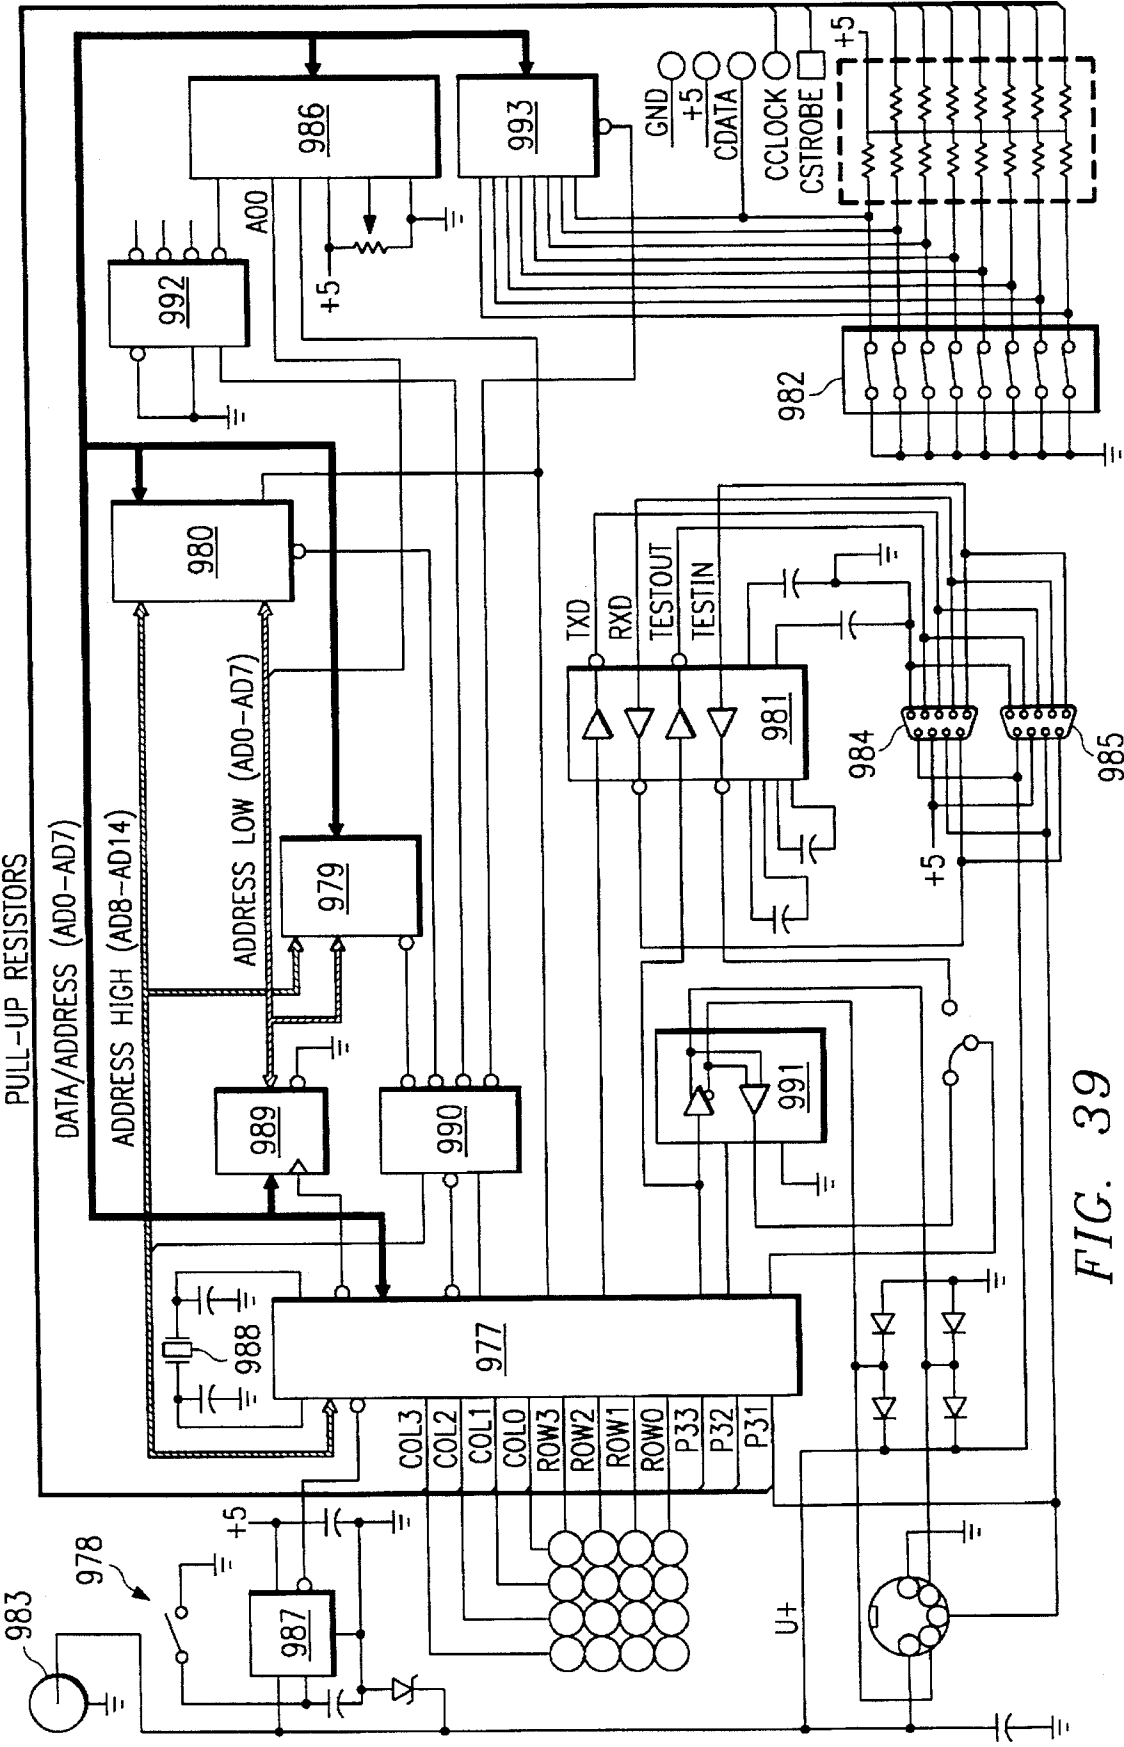 PULL-UP RESISTORS
DATA/ADDRESS (AD0-AD7)
ADDRESS HIGH (AD8-AD14)
ADDRESS LOW (AD0-AD7)
983
978
+5
987
988
977
COL3
COL2
COL1
COL0
ROW3
ROW2
ROW1
ROW0
P33
P32
P31
U+
989
990
979
980
991
992
A00
+5
986
993
GND
+5
CDATA
CCLOCK
CSTROBE
+5
982
TXD
RXD
TESTOUT
TESTIN
981
984
985
+5
FIG. 39